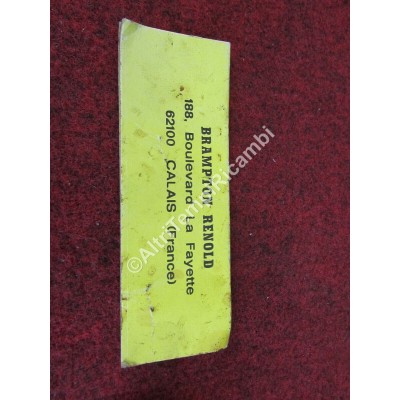 BRAMPTON RENOLD
188, Boulevard La Fayette
62100 CALAIS (France)
©AltriTempiRicambi